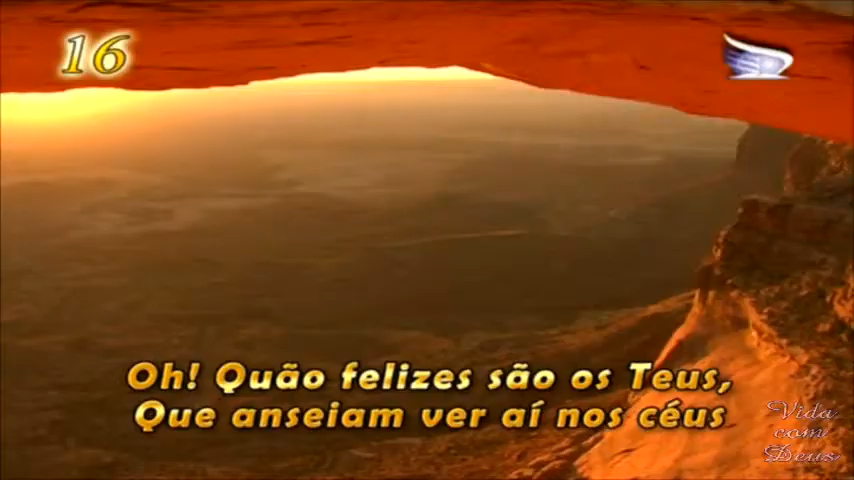 16
Oh! Quão felizes são os Teus,
Que anseiam ver aí nos céus
Vida
com
Deus